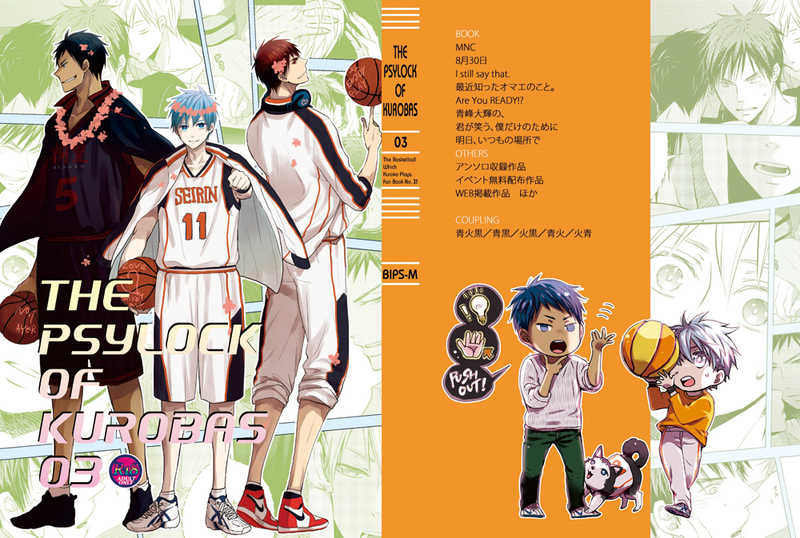 THE
PSYLOCK
OF
KUROBAS
03
R18
ADULT
ONLY
SEIRIN
11
5
THE
PSYLOCK
OF
KUROBAS
03
The Basketball
Which
Kuroko Plays
Fan Book No.
BIPS-M
BOOK
MNC
8月30日
I still say that.
最近知ったオマエのこと。
Are You READY!?
青峰大輝の、
君が笑う、僕だけのために
明日、いつもの場所で
OTHERS
アンソロ収録作品
イベント無料配布作品
WEB掲載作品　ほか
COUPLING
青火黒／青黒／火黒／青火／火青
PUSH
OUT!